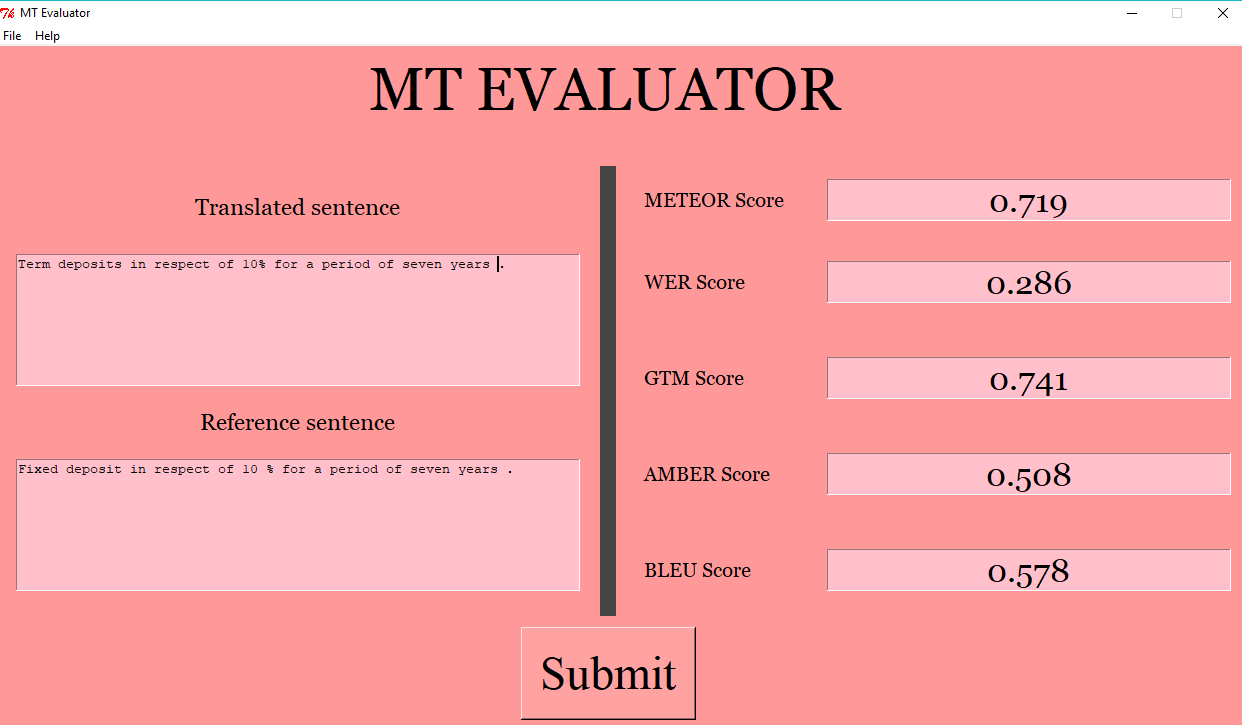 MT Evaluator
File Help
MT EVALUATOR
Translated sentence
Term deposits in respect of 10% for a period of seven years .
Reference sentence
Fixed deposit in respect of 10 % for a period of seven years .
METEOR Score 0.719
WER Score 0.286
GTM Score 0.741
AMBER Score 0.508
BLEU Score 0.578
Submit